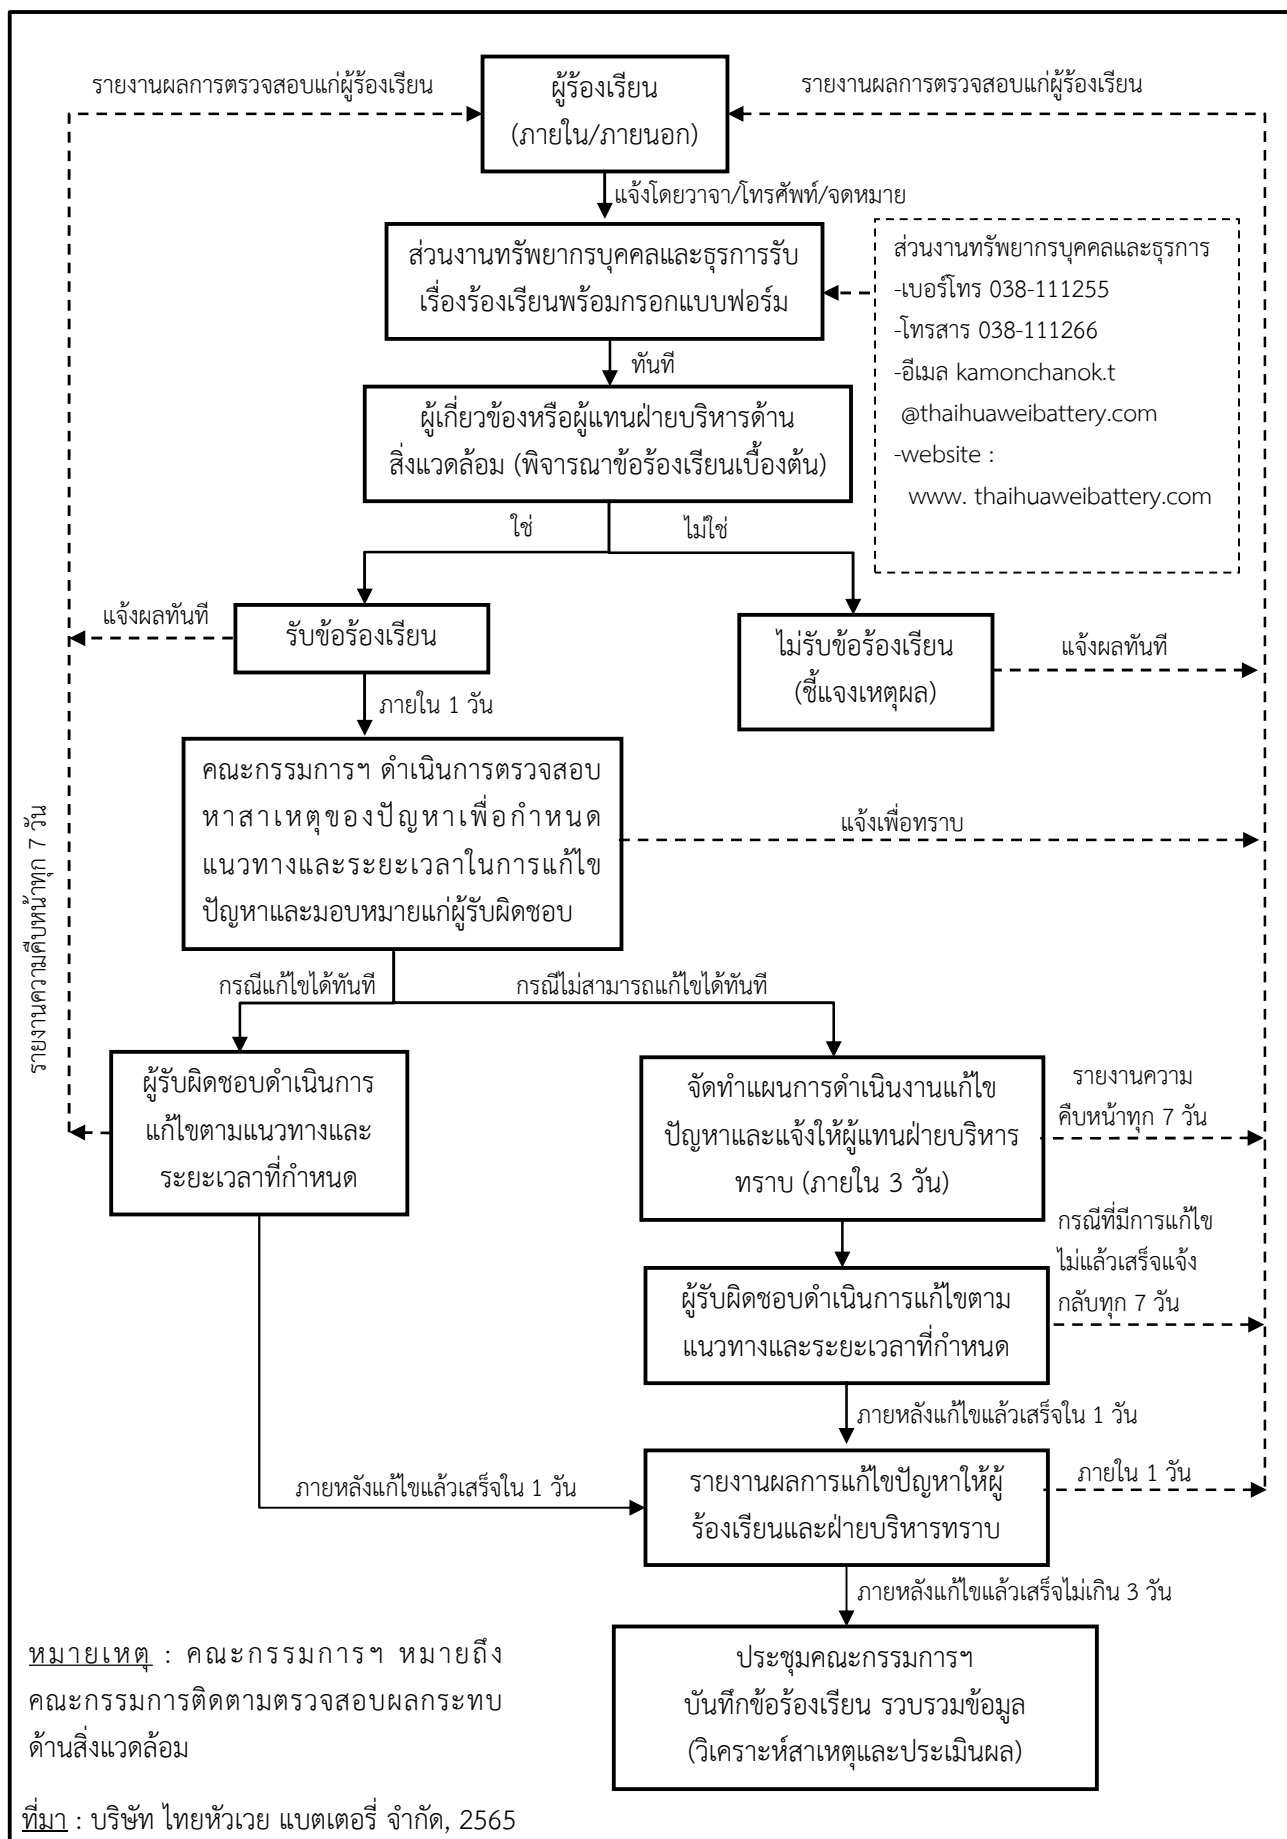 รายงานผลการตรวจสอบแก่ผู้ร้องเรียน
ผู้ร้องเรียน
(ภายใน/ภายนอก)
รายงานผลการตรวจสอบแก่ผู้ร้องเรียน
แจ้งโดยวาจา/โทรศัพท์/จดหมาย
ส่วนงานทรัพยากรบุคคลและธุรการรับ
เรื่องร้องเรียนพร้อมกรอกแบบฟอร์ม
ส่วนงานทรัพยากรบุคคลและธุรการ
-เบอร์โทร 038-111255
-โทรสาร 038-111266
-อีเมล kamonchanok.t
@thaihuaweibattery.com
-website :
www. thaihuaweibattery.com
ทันที
ผู้เกี่ยวข้องหรือผู้แทนฝ่ายบริหารด้าน
สิ่งแวดล้อม (พิจารณาข้อร้องเรียนเบื้องต้น)
ใช่
ไม่ใช่
แจ้งผลทันที
รับข้อร้องเรียน
ไม่รับข้อร้องเรียน
(ชี้แจงเหตุผล)
แจ้งผลทันที
ภายใน 1 วัน
คณะกรรมการฯ ดำเนินการตรวจสอบ
หาสาเหตุของปัญหาเพื่อกำหนด
แนวทางและระยะเวลาในการแก้ไข
ปัญหาและมอบหมายแก่ผู้รับผิดชอบ
แจ้งเพื่อทราบ
รายงานความคืบหน้าทุก 7 วัน
กรณีแก้ไขได้ทันที
กรณีไม่สามารถแก้ไขได้ทันที
ผู้รับผิดชอบดำเนินการ
แก้ไขตามแนวทางและ
ระยะเวลาที่กำหนด
จัดทำแผนการดำเนินงานแก้ไข
ปัญหาและแจ้งให้ผู้แทนฝ่ายบริหาร
ทราบ (ภายใน 3 วัน)
รายงานความ
คืบหน้าทุก 7 วัน
กรณีที่มีการแก้ไข
ไม่แล้วเสร็จแจ้ง
กลับทุก 7 วัน
ผู้รับผิดชอบดำเนินการแก้ไขตาม
แนวทางและระยะเวลาที่กำหนด
ภายหลังแก้ไขแล้วเสร็จใน 1 วัน
ภายหลังแก้ไขแล้วเสร็จใน 1 วัน
รายงานผลการแก้ไขปัญหาให้ผู้
ร้องเรียนและฝ่ายบริหารทราบ
ภายใน 1 วัน
ภายหลังแก้ไขแล้วเสร็จไม่เกิน 3 วัน
ประชุมคณะกรรมการฯ
บันทึกข้อร้องเรียน รวบรวมข้อมูล
(วิเคราะห์สาเหตุและประเมินผล)
หมายเหตุ : คณะกรรมการฯ หมายถึง
คณะกรรมการติดตามตรวจสอบผลกระทบ
ด้านสิ่งแวดล้อม
ที่มา : บริษัท ไทยหัวเวย แบตเตอรี่ จำกัด, 2565